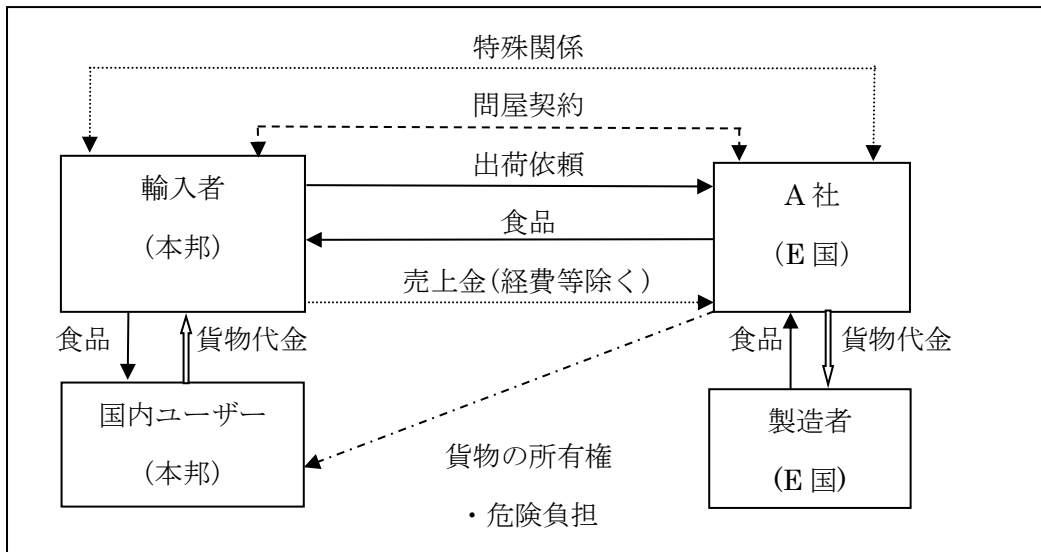 特殊関係
問屋契約
出荷依頼
輸入者
(本邦)
A 社
(E 国)
食品
売上金(経費等除く)
食品
貨物代金
食品
貨物代金
国内ユーザー
(本邦)
製造者
(E 国)
貨物の所有権
・危険負担